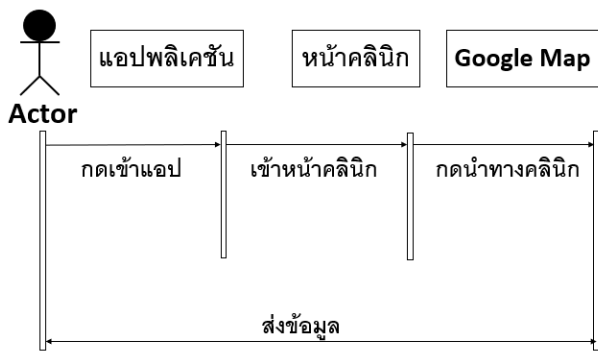 แอปพลิเคชัน
หน้าคลินิก
Google Map
Actor
กดเข้าแอป
เข้าหน้าคลินิก
กดนำทางคลินิก
ส่งข้อมูล